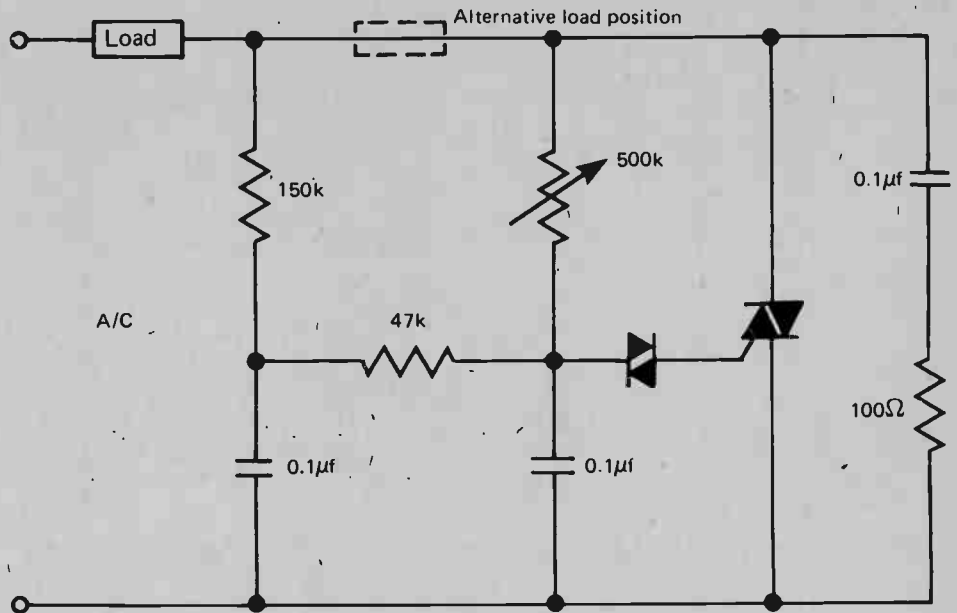 Alternative load position
Load
500k
150k
0.1μf
A/C
47k
100Ω
0.1μf
0.1μf